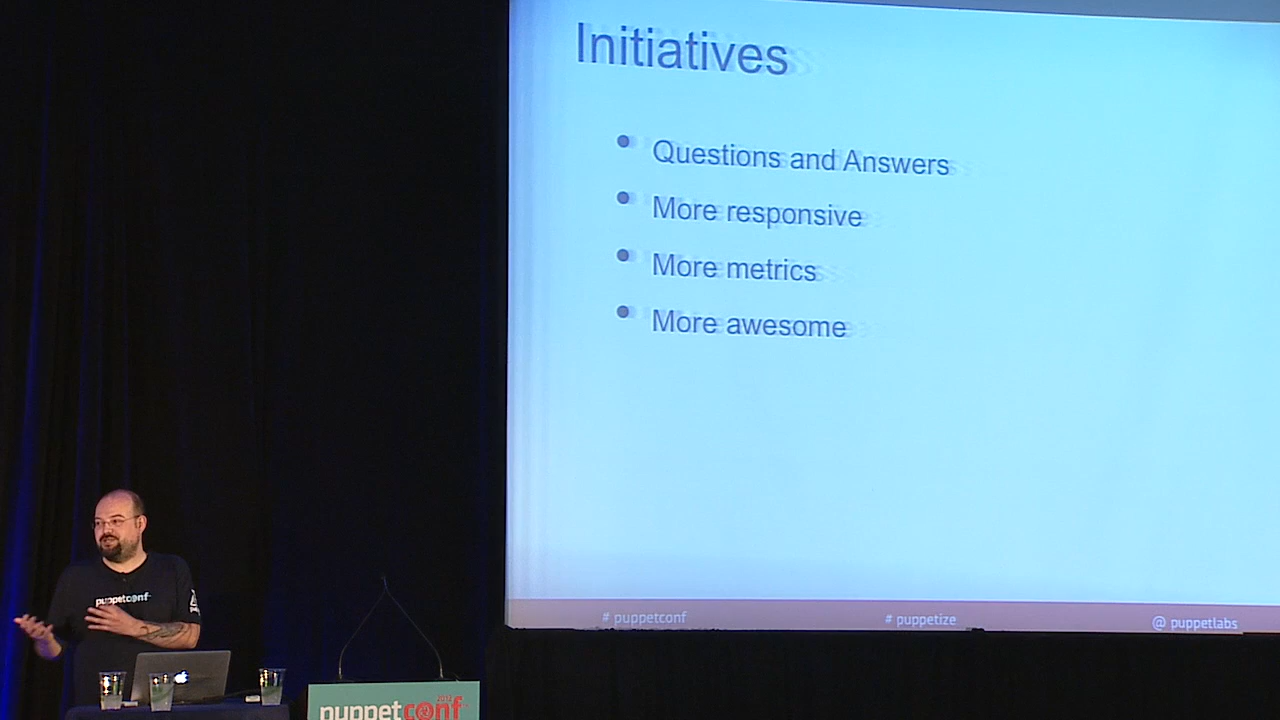 Initiatives
Questions and Answers
More responsive
More metrics
More awesome
# puppetconf
# puppetize
@ puppetlabs
puppetconf
puppetconf